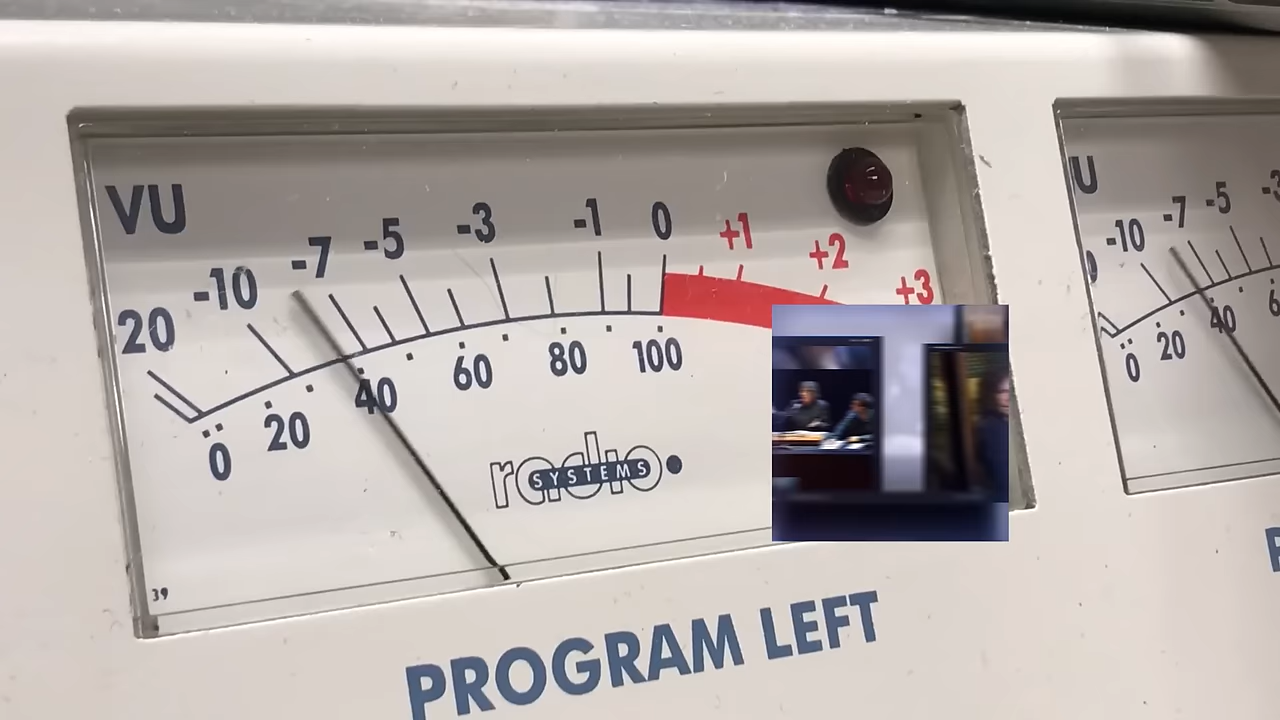 VU
20 -10 -7 -5 -3 -1 0 +1 +2 +3
0 20 40 60 80 100
radio
SYSTEMS
39
PROGRAM LEFT
U
-10 -7 -5
0 20 40